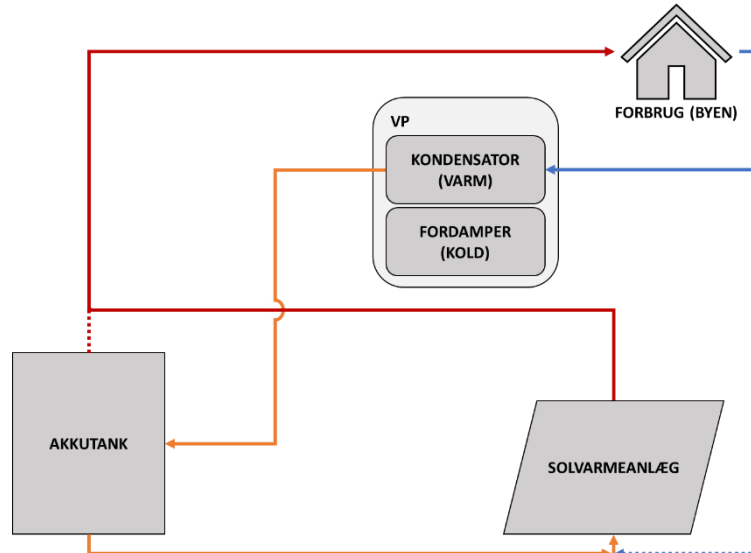 FORBRUG (BYEN)
VP
KONDENSATOR
(VARM)
FORDAMPER
(KOLD)
AKKUTANK
SOLVARMEANLÆG